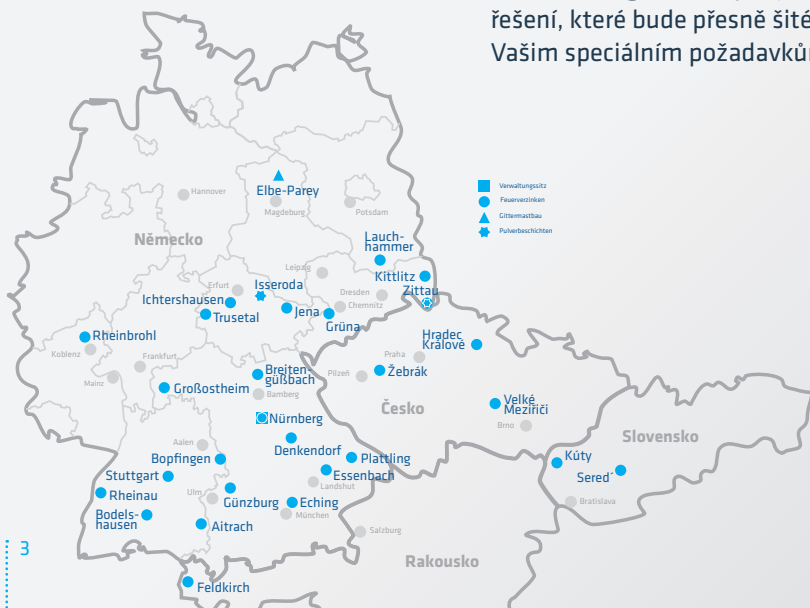 řešení, které bude přesně šité
Vašim speciálním požadavků
Verwaltungssitz
Feuerverzinken
Gittermastbau
Pulverbeschichten
Hannover
Elbe-Parey
Magdeburg
Potsdam
Německo
Lauch-
hammer
Leipzig
Kittlitz
Erfurt
Isseroda
Dresden
Zittau
Ichtershausen
Chemnitz
Trusetal
Jena
Grüna
Rheinbrohl
Hradec
Králové
Koblenz
Frankfurt
Praha
Mainz
Breiten-
güßbach
Pilzeň
Žebrák
Großostheim
Bamberg
Česko
Velké
Meziřiči
Nürnberg
Brno
Slovensko
Aalen
Denkendorf
Bopfingen
Plattling
Kúty
Stuttgart
Essenbach
Sered´
Landshut
Rheinau
Ulm
Günzburg
Eching
Bratislava
Bodels-
hausen
München
Aitrach
Salzburg
3
Rakousko
Feldkirch